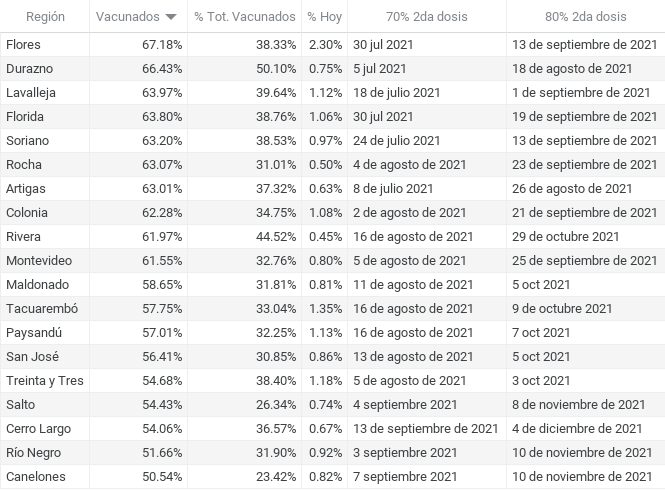 Región Vacunados % Tot. Vacunados % Hoy 70% 2da dosis 80% 2da dosis
Flores 67.18% 38.33% 2.30% 30 jul 2021 13 de septiembre de 2021
Durazno 66.43% 50.10% 0.75% 5 jul 2021 18 de agosto de 2021
Lavalleja 63.97% 39.64% 1.12% 18 de julio 2021 1 de septiembre de 2021
Florida 63.80% 38.76% 1.06% 30 jul 2021 19 de septiembre de 2021
Soriano 63.20% 38.53% 0.97% 24 de julio 2021 13 de septiembre de 2021
Rocha 63.07% 31.01% 0.50% 4 de agosto de 2021 23 de septiembre de 2021
Artigas 63.01% 37.32% 0.63% 8 de julio 2021 26 de agosto de 2021
Colonia 62.28% 34.75% 1.08% 2 de agosto de 2021 21 de septiembre de 2021
Rivera 61.97% 44.52% 0.45% 16 de agosto de 2021 29 de octubre 2021
Montevideo 61.55% 32.76% 0.80% 5 de agosto de 2021 25 de septiembre de 2021
Maldonado 58.65% 31.81% 0.81% 11 de agosto de 2021 5 oct 2021
Tacuarembó 57.75% 33.04% 1.35% 16 de agosto de 2021 9 de octubre 2021
Paysandú 57.01% 32.25% 1.13% 16 de agosto de 2021 7 oct 2021
San José 56.41% 30.85% 0.86% 13 de agosto de 2021 5 oct 2021
Treinta y Tres 54.68% 38.40% 1.18% 5 de agosto de 2021 3 oct 2021
Salto 54.43% 26.34% 0.74% 4 septiembre 2021 8 de noviembre de 2021
Cerro Largo 54.06% 36.57% 0.67% 13 de septiembre de 2021 4 de diciembre de 2021
Río Negro 51.66% 31.90% 0.92% 3 septiembre 2021 10 de noviembre de 2021
Canelones 50.54% 23.42% 0.82% 7 septiembre 2021 10 de noviembre de 2021